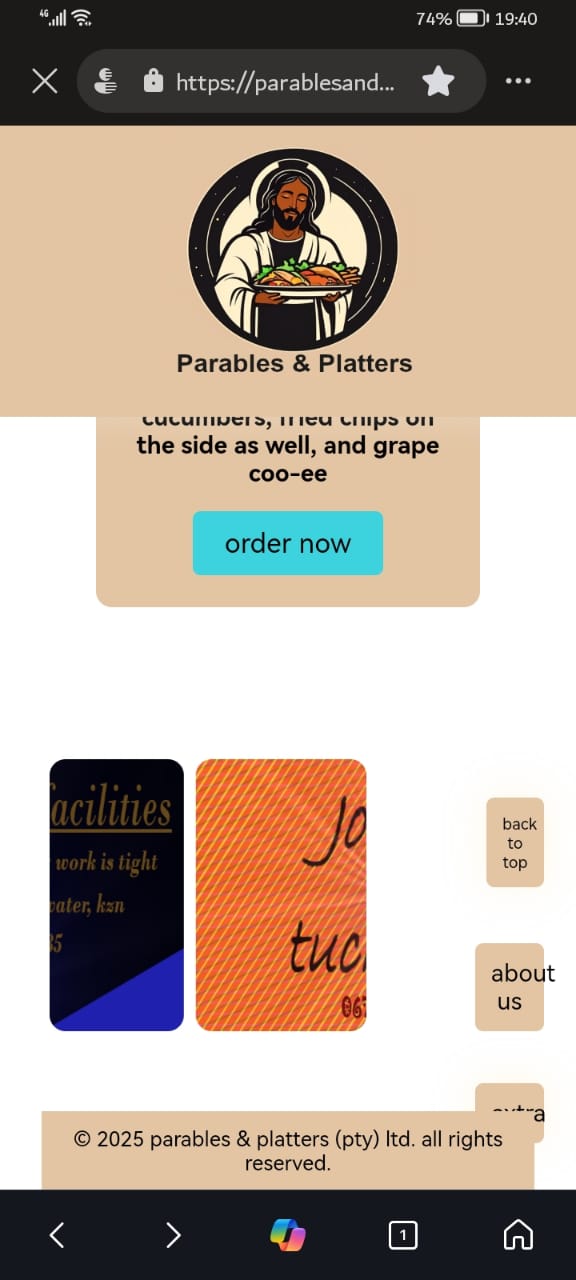 4G
74% 19:40
https://parablesand...
Parables & Platters
cucumbers, fried chips on
the side as well, and grape
coo-ee
order now
acilities
work is tight
vater, kzn
35
Jo
tuc
067
back
to
top
about
us
extra
© 2025 parables & platters (pty) ltd. all rights
reserved.
1